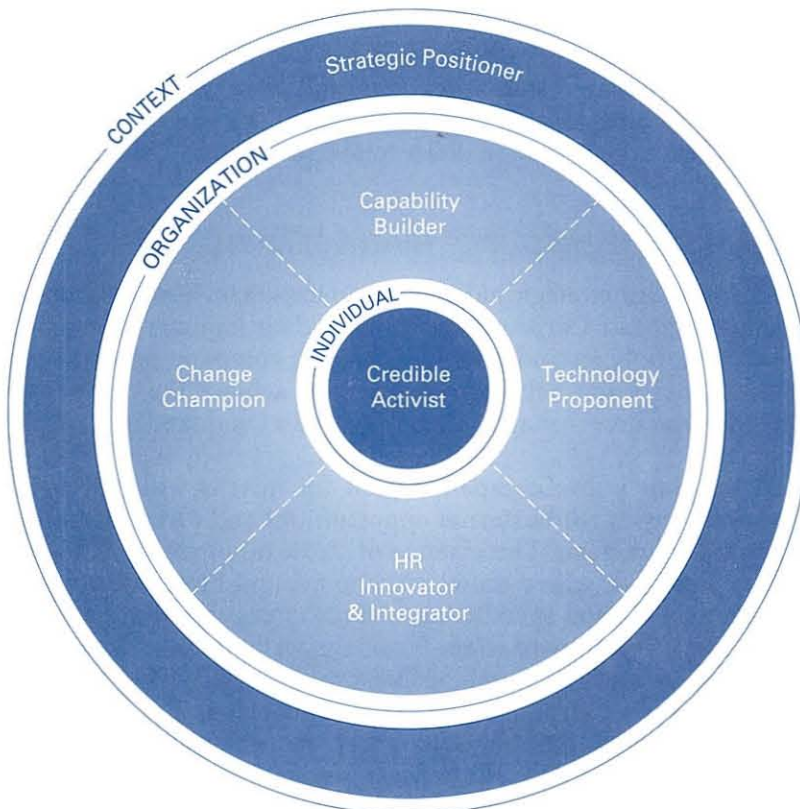 CONTEXT
Strategic Positioner
ORGANIZATION
Capability
Builder
INDIVIDUAL
Change
Champion
Credible
Activist
Technology
Proponent
HR
Innovator
& Integrator